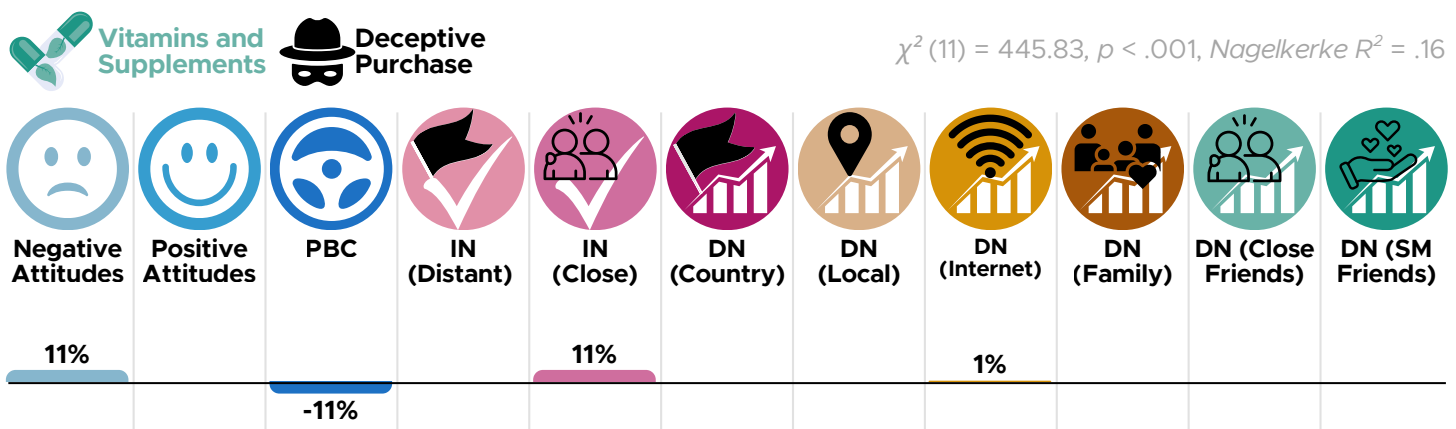 Vitamins and
Supplements
Deceptive
Purchase
χ² (11) = 445.83, p < .001, Nagelkerke R² = .16
Negative
Attitudes
Positive
Attitudes
PBC
IN
(Distant)
IN
(Close)
DN
(Country)
DN
(Local)
DN
(Internet)
DN
(Family)
DN (Close
Friends)
DN (SM
Friends)
11%
-11%
11%
1%